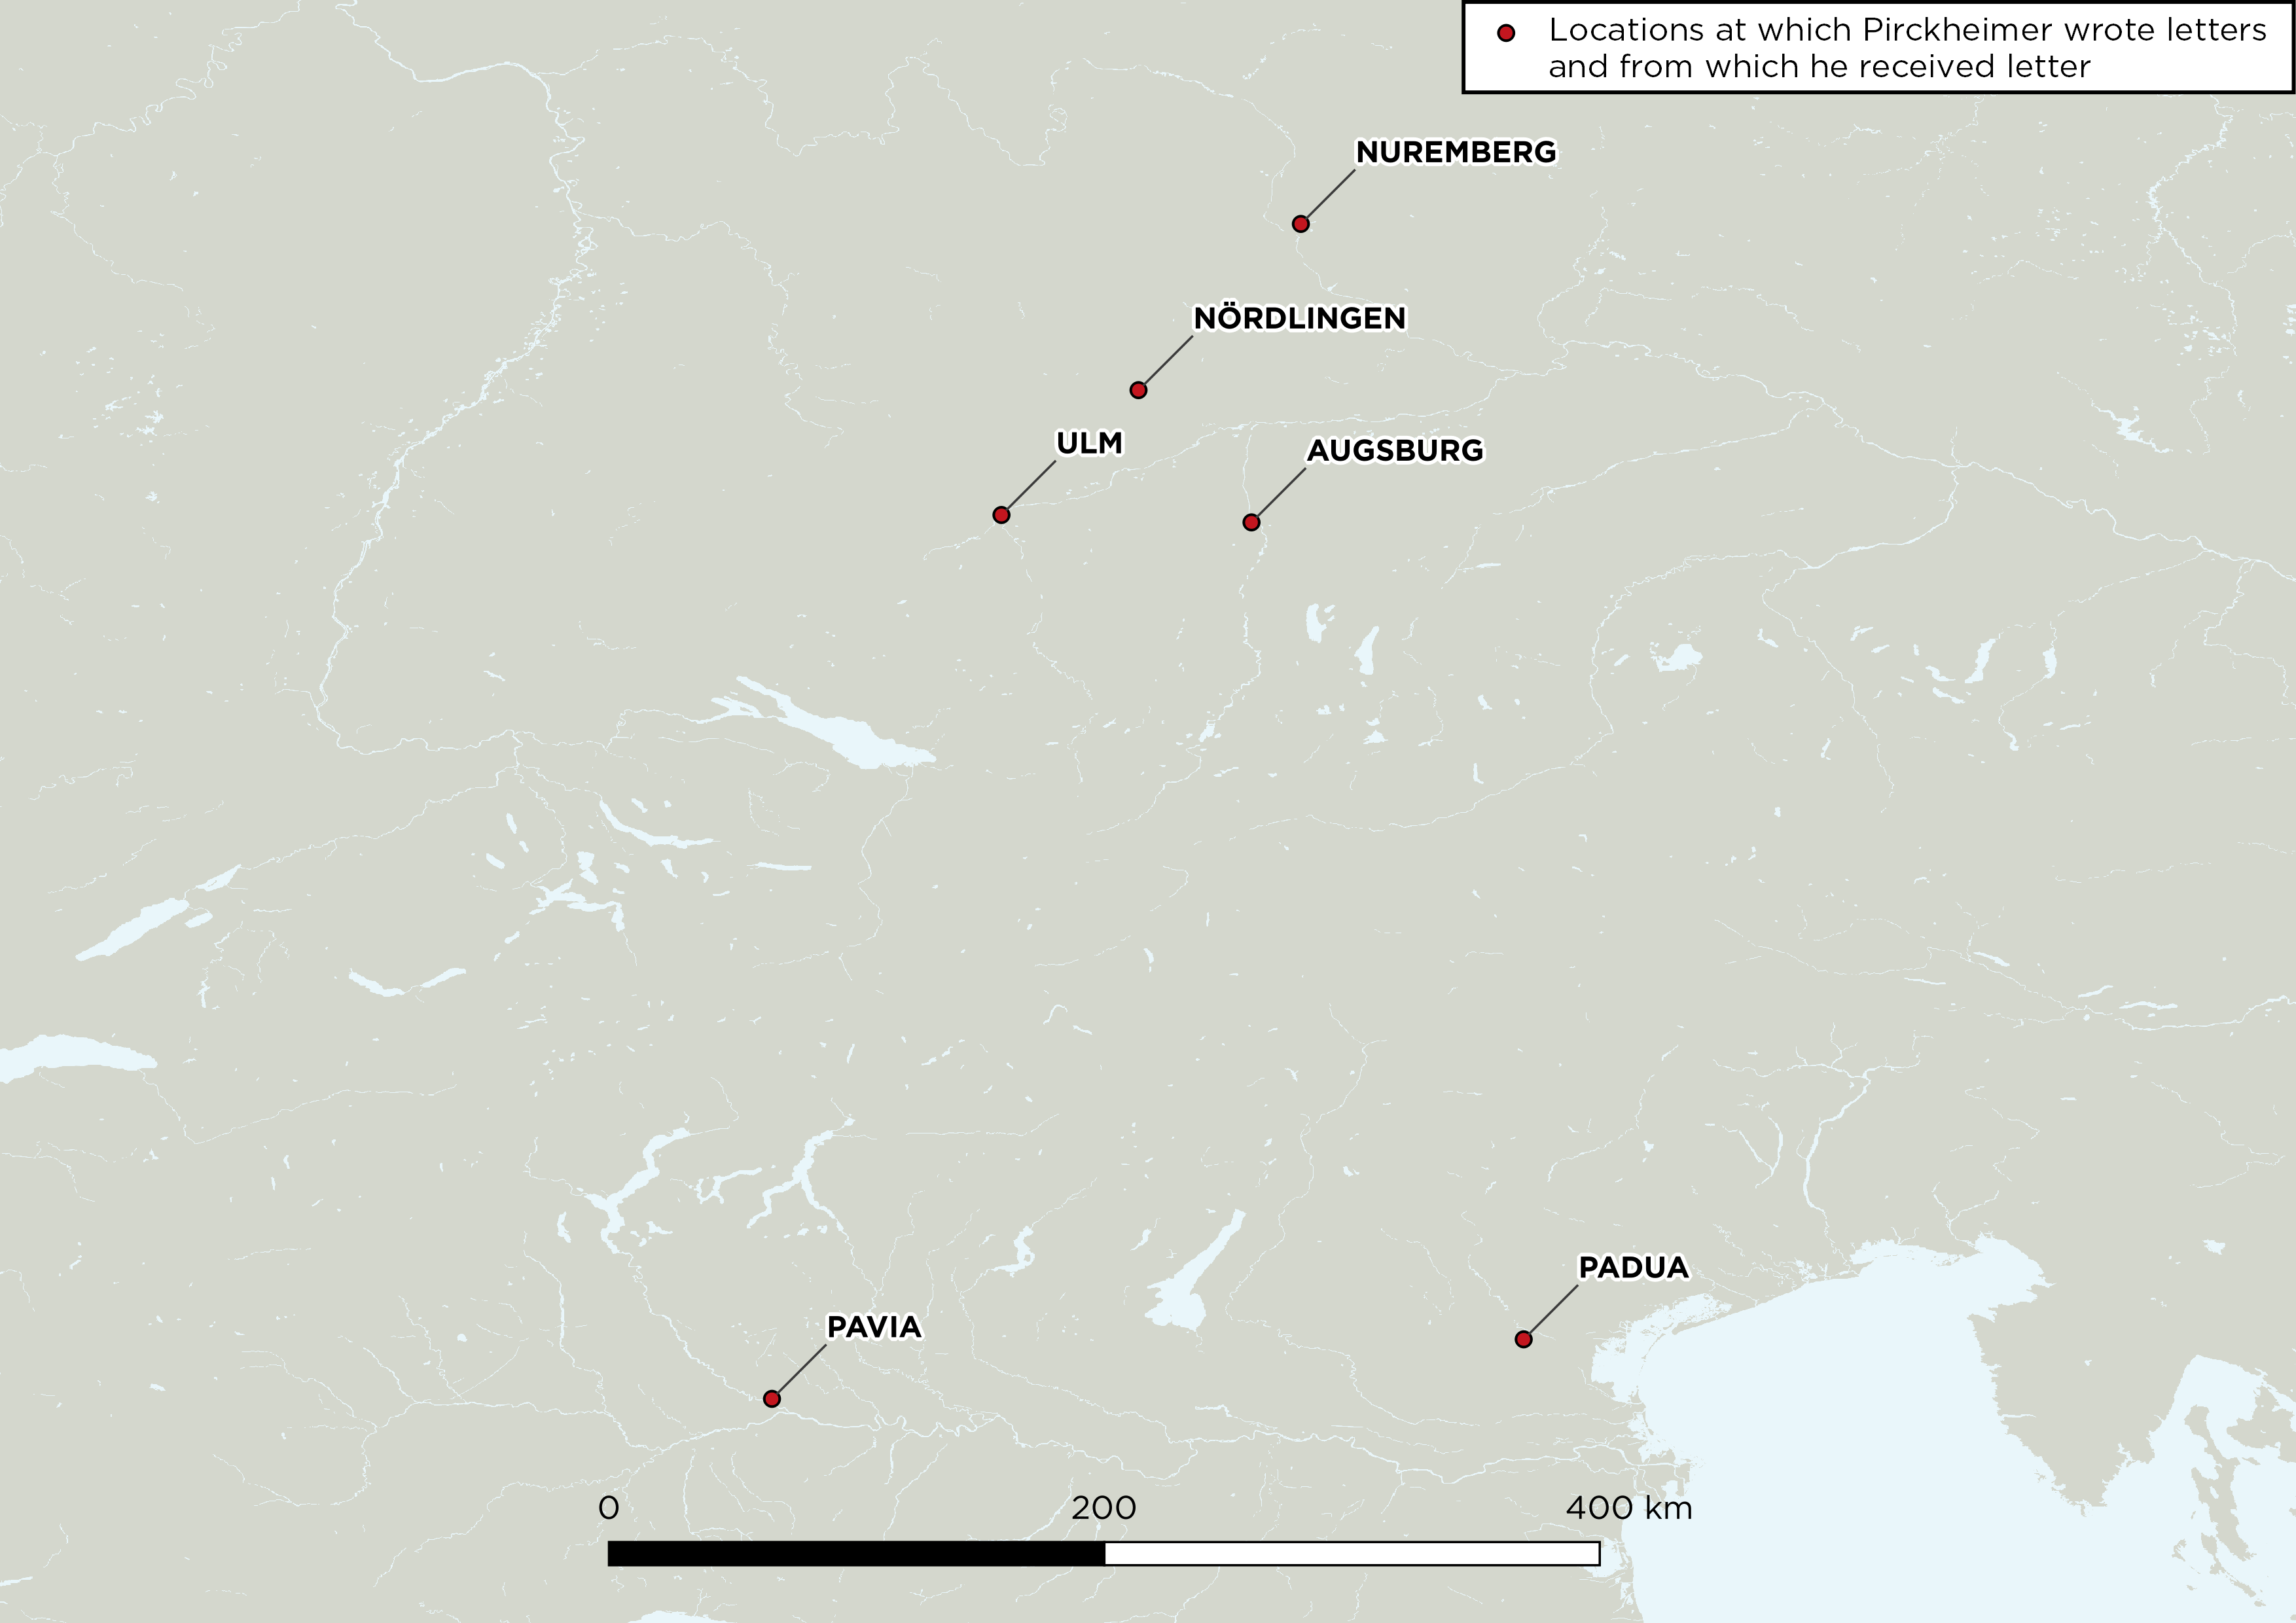 Locations at which Pirckheimer wrote letters
and from which he received letter
NUREMBERG
NÖRDLINGEN
ULM
AUGSBURG
PADUA
PAVIA
0 200 400 km